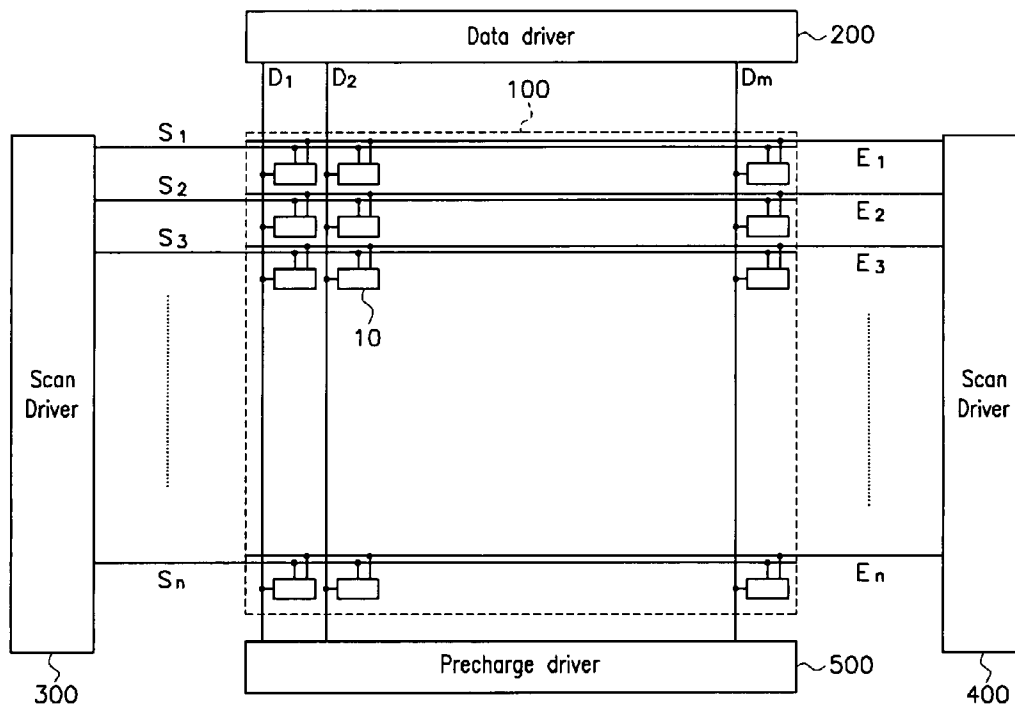 Data driver
200
D1 D2 Dm
100
S1
E1
S2
E2
S3
E3
10
Scan
Driver
Scan
Driver
Sn
En
Precharge driver
500
300
400